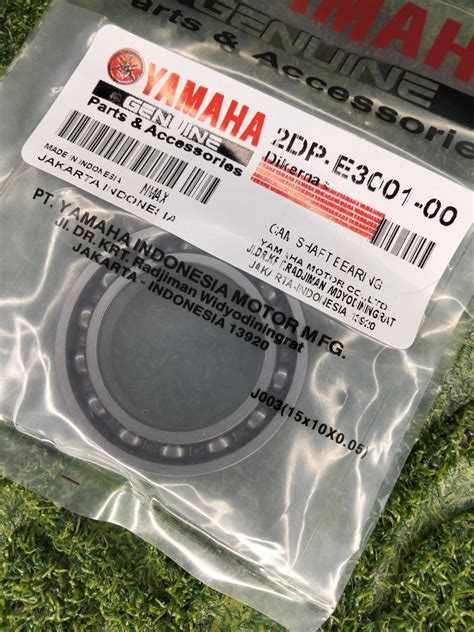 YAMAHA
GENUINE
Parts & Accessories
YAMAHA
GENUINE
Parts & Accessories
2DP-E3001-00
MADE IN INDONESIA
NMAX
JAKARTA INDONESIA
CAM SHAFT BEARING
YAMAHA MOTOR CO.,LTD
JAKARTA-INDONESIA 13920
PT. YAMAHA INDONESIA MOTOR MFG.
Jl. DR. KRT. Radjiman Widyodiningrat
JAKARTA - INDONESIA 13920
J003(15x10X0.05)